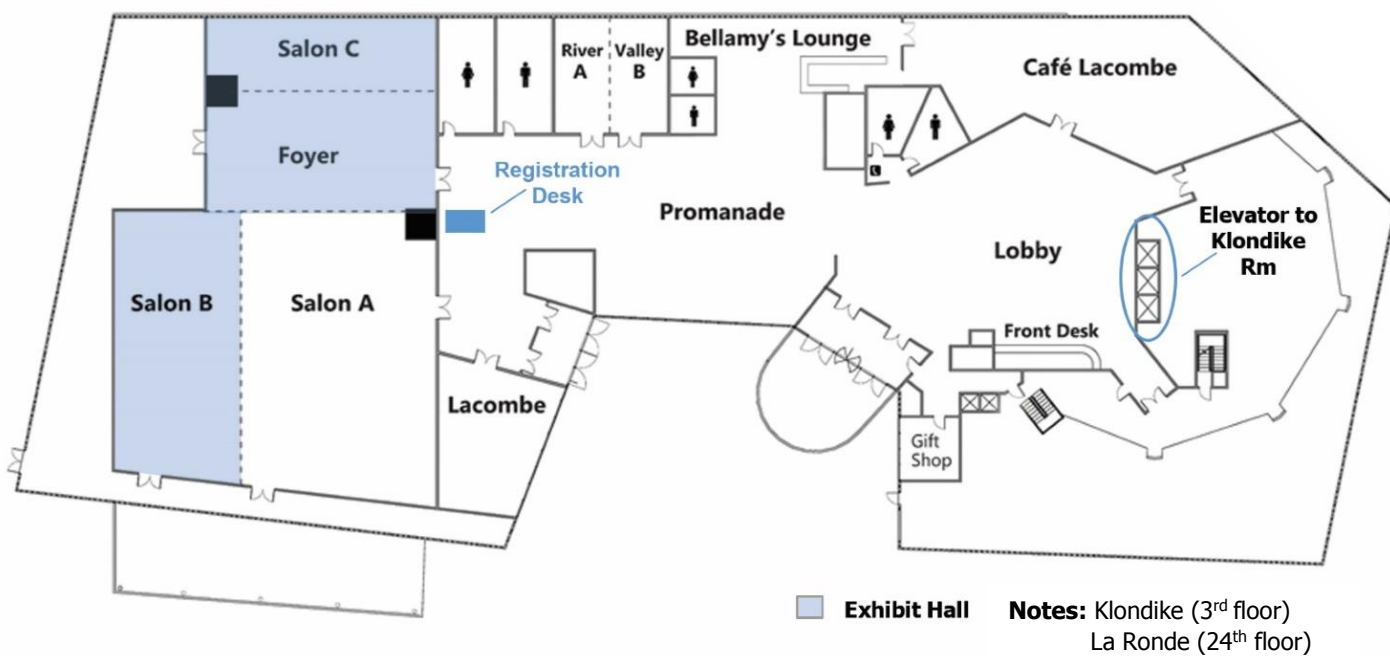 Salon C
River
A
Valley
B
Bellamy's Lounge
Café Lacombe
Foyer
Registration
Desk
Promanade
Elevator to
Klondike
Rm
Lobby
Salon B
Salon A
Front Desk
Lacombe
Gift
Shop
Exhibit Hall
Notes: Klondike (3rd floor)
La Ronde (24th floor)